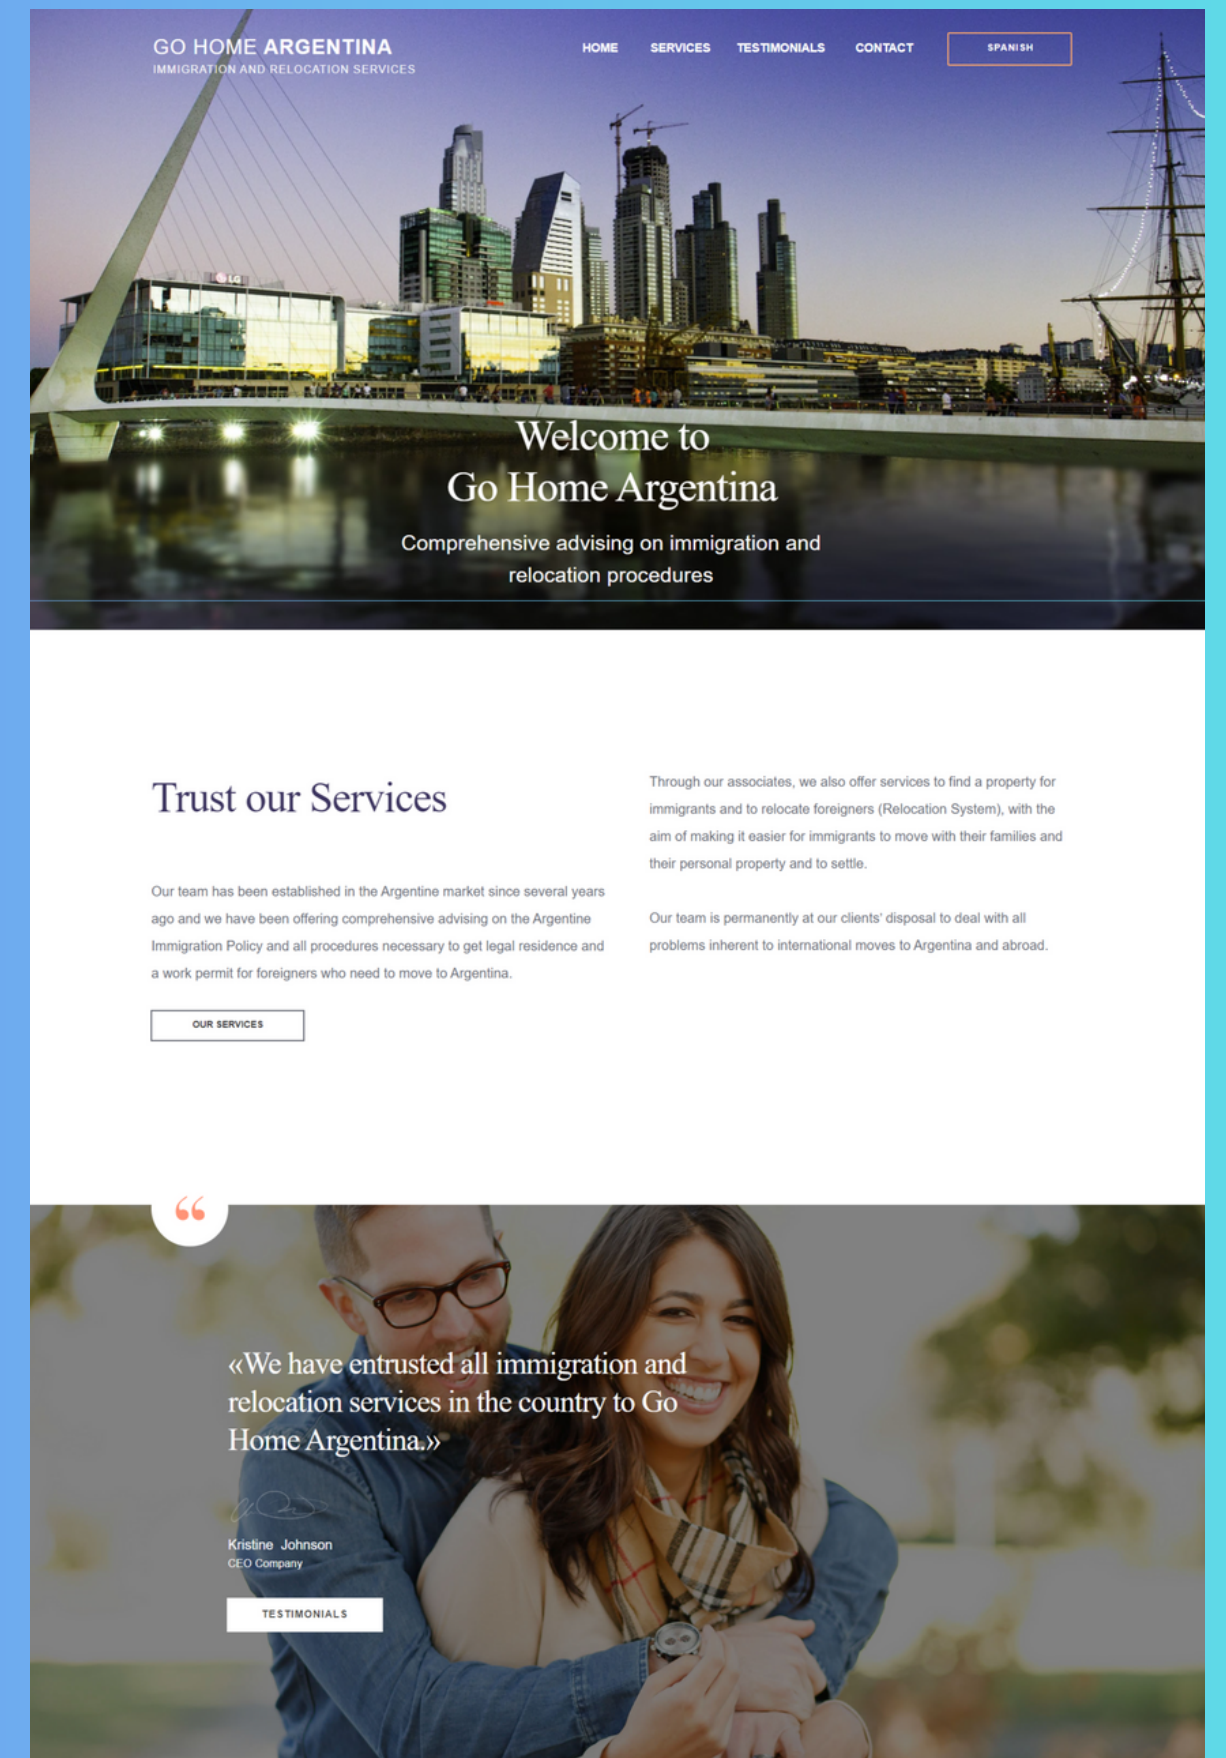 GO HOME ARGENTINA
IMMIGRATION AND RELOCATION SERVICES
HOME SERVICES TESTIMONIALS CONTACT SPANISH
LG
Welcome to
Go Home Argentina
Comprehensive advising on immigration and
relocation procedures
Trust our Services
Our team has been established in the Argentine market since several years
ago and we have been offering comprehensive advising on the Argentine
Immigration Policy and all procedures necessary to get legal residence and
a work permit for foreigners who need to move to Argentina.
OUR SERVICES
Through our associates, we also offer services to find a property for
immigrants and to relocate foreigners (Relocation System), with the
aim of making it easier for immigrants to move with their families and
their personal property and to settle.
Our team is permanently at our clients' disposal to deal with all
problems inherent to international moves to Argentina and abroad.
“
«We have entrusted all immigration and
relocation services in the country to Go
Home Argentina.»
Kristine Johnson
CEO Company
TESTIMONIALS